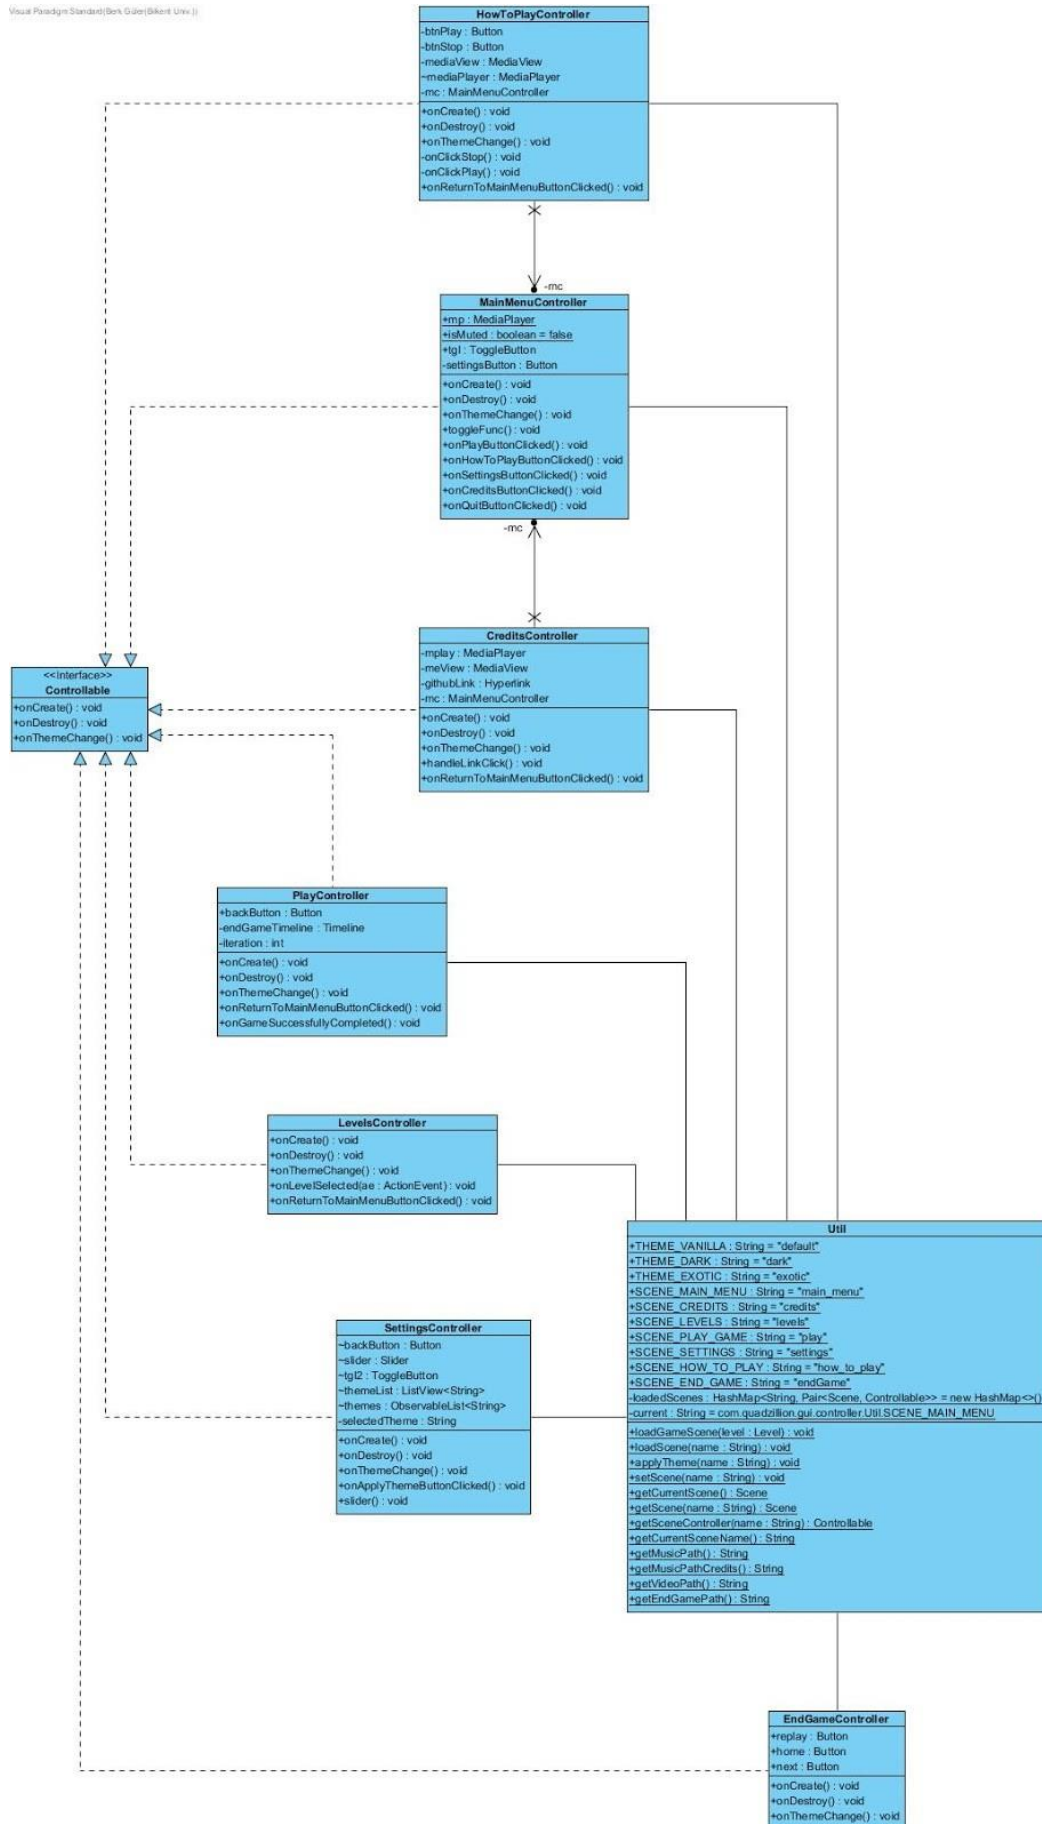 Visual Paradigm Standard(Berk Güler(Bilkent Univ.))
HowToPlayController
-btnPlay : Button
-btnStop : Button
-mediaView : MediaView
~mediaPlayer : MediaPlayer
-mc : MainMenuController
+onCreate() : void
+onDestroy() : void
+onThemeChange() : void
-onClickStop() : void
-onClickPlay() : void
+onReturnToMainMenuButtonClicked() : void
-mc
MainMenuController
+mp : MediaPlayer
+isMuted : boolean = false
+tgl : ToggleButton
-settingsButton : Button
+onCreate() : void
+onDestroy() : void
+onThemeChange() : void
+toggleFunc() : void
+onPlayButtonClicked() : void
+onHowToPlayButtonClicked() : void
+onSettingsButtonClicked() : void
+onCreditsButtonClicked() : void
+onQuitButtonClicked() : void
-mc
CreditsController
-mplay : MediaPlayer
-meView : MediaView
-githubLink : Hyperlink
-mc : MainMenuController
+onCreate() : void
+onDestroy() : void
+onThemeChange() : void
+handleLinkClick() : void
+onReturnToMainMenuButtonClicked() : void
<<Interface>>
Controllable
+onCreate() : void
+onDestroy() : void
+onThemeChange() : void
PlayController
+backButton : Button
-endGameTimeline : Timeline
-iteration : int
+onCreate() : void
+onDestroy() : void
+onThemeChange() : void
+onReturnToMainMenuButtonClicked() : void
+onGameSuccessfullyCompleted() : void
LevelsController
+onCreate() : void
+onDestroy() : void
+onThemeChange() : void
+onLevelSelected(ae : ActionEvent) : void
+onReturnToMainMenuButtonClicked() : void
Util
+THEME_VANILLA : String = "default"
+THEME_DARK : String = "dark"
+THEME_EXOTIC : String = "exotic"
+SCENE_MAIN_MENU : String = "main_menu"
+SCENE_CREDITS : String = "credits"
+SCENE_LEVELS : String = "levels"
+SCENE_PLAY_GAME : String = "play"
+SCENE_SETTINGS : String = "settings"
+SCENE_HOW_TO_PLAY : String = "how_to_play"
+SCENE_END_GAME : String = "endGame"
-loadedScenes : HashMap<String, Pair<Scene, Controllable>> = new HashMap<>()
-current : String = com.quadzillion.gui.controller.Util.SCENE_MAIN_MENU
+loadGameScene(level : Level) : void
+loadScene(name : String) : void
+applyTheme(name : String) : void
+setScene(name : String) : void
+getCurrentScene() : Scene
+getScene(name : String) : Scene
+getSceneController(name : String) : Controllable
+getCurrentSceneName() : String
+getMusicPath() : String
+getMusicPathCredits() : String
+getVideoPath() : String
+getEndGamePath() : String
SettingsController
~backButton : Button
~slider : Slider
~tgl2 : ToggleButton
~themeList : ListView<String>
~themes : ObservableList<String>
-selectedTheme : String
+onCreate() : void
+onDestroy() : void
+onThemeChange() : void
+onApplyThemeButtonClicked() : void
+slider() : void
EndGameController
+replay : Button
+home : Button
+next : Button
+onCreate() : void
+onDestroy() : void
+onThemeChange() : void